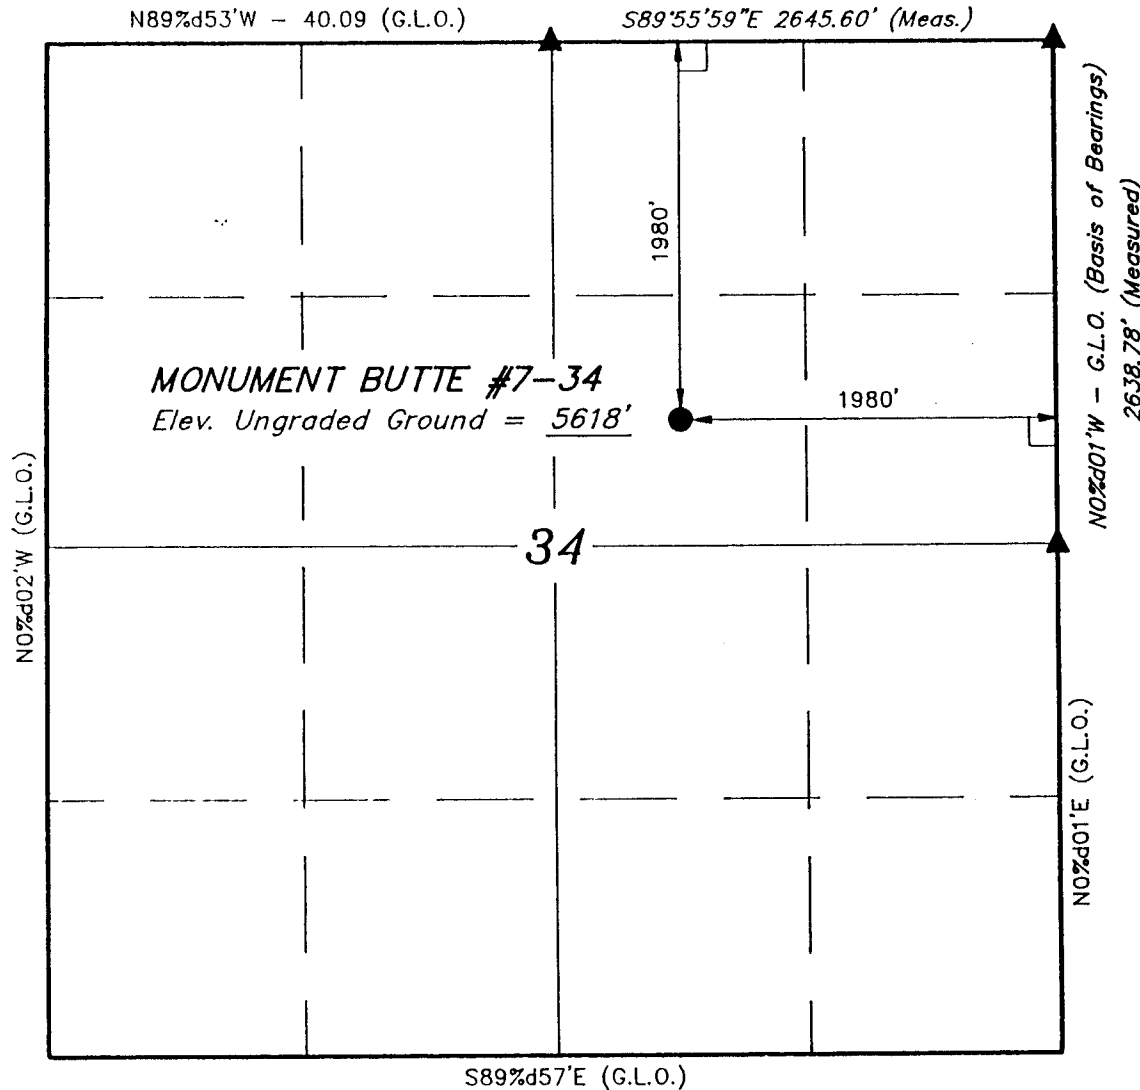 N89%d53'W - 40.09 (G.L.O.)
S89°55'59"E 2645.60' (Meas.)
N0%d01'W - G.L.O. (Basis of Bearings)
2638.78' (Measured)
1980'
MONUMENT BUTTE #7-34
Elev. Ungraded Ground = 5618'
1980'
N0%d02'W (G.L.O.)
34
N0%d01'E (G.L.O.)
S89%d57'E (G.L.O.)